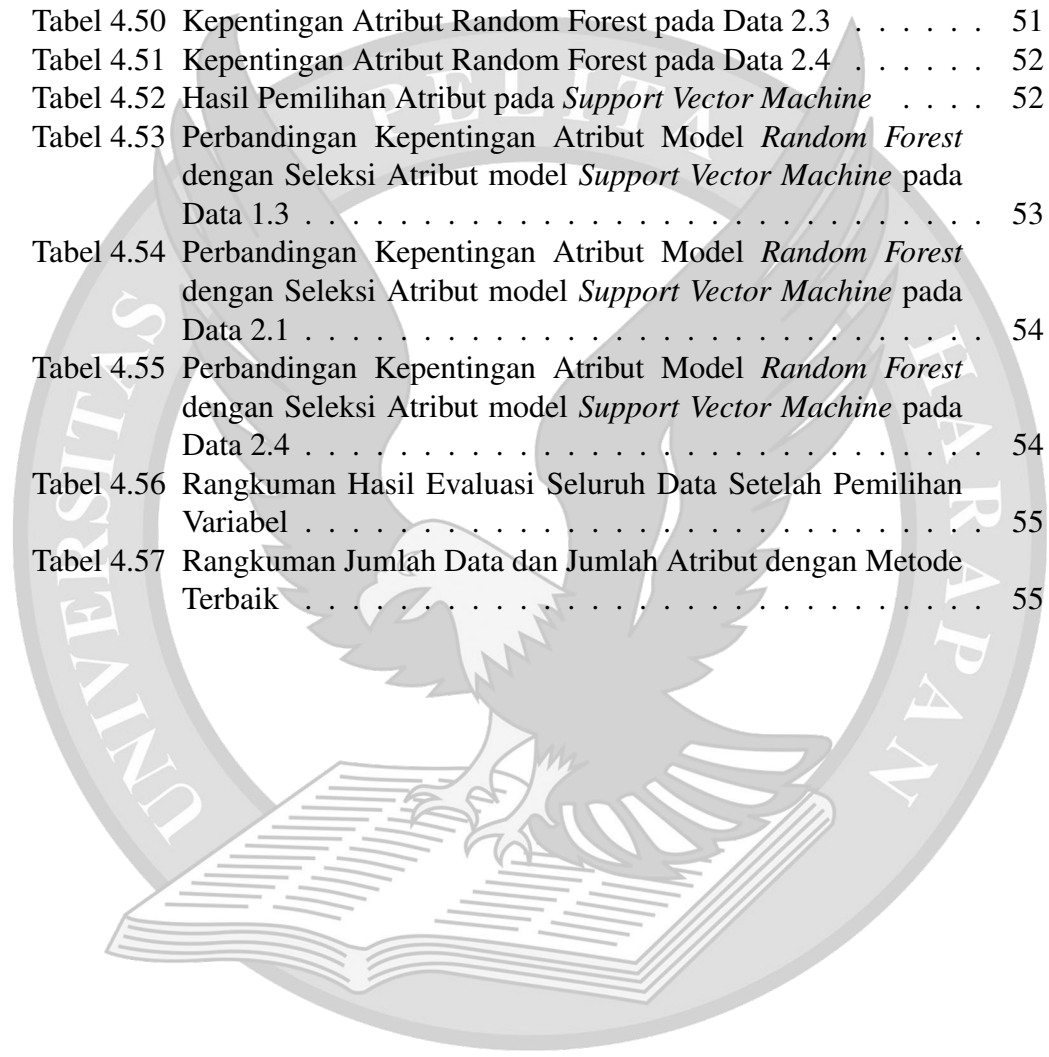 Tabel 4.50 Kepentingan Atribut Random Forest pada Data 2.3 . . . . . . 51
Tabel 4.51 Kepentingan Atribut Random Forest pada Data 2.4 . . . . . . 52
Tabel 4.52 Hasil Pemilihan Atribut pada Support Vector Machine . . . . 52
Tabel 4.53 Perbandingan Kepentingan Atribut Model Random Forest
dengan Seleksi Atribut model Support Vector Machine pada
Data 1.3 . . . . . . . . . . . . . . . . . . . . . . . . . . . . . 53
Tabel 4.54 Perbandingan Kepentingan Atribut Model Random Forest
dengan Seleksi Atribut model Support Vector Machine pada
Data 2.1 . . . . . . . . . . . . . . . . . . . . . . . . . . . . . 54
Tabel 4.55 Perbandingan Kepentingan Atribut Model Random Forest
dengan Seleksi Atribut model Support Vector Machine pada
Data 2.4 . . . . . . . . . . . . . . . . . . . . . . . . . . . . . 54
Tabel 4.56 Rangkuman Hasil Evaluasi Seluruh Data Setelah Pemilihan
Variabel . . . . . . . . . . . . . . . . . . . . . . . . . . . . . 55
Tabel 4.57 Rangkuman Jumlah Data dan Jumlah Atribut dengan Metode
Terbaik . . . . . . . . . . . . . . . . . . . . . . . . . . . . . 55
UNIVERSITAS PELITA HARAPAN